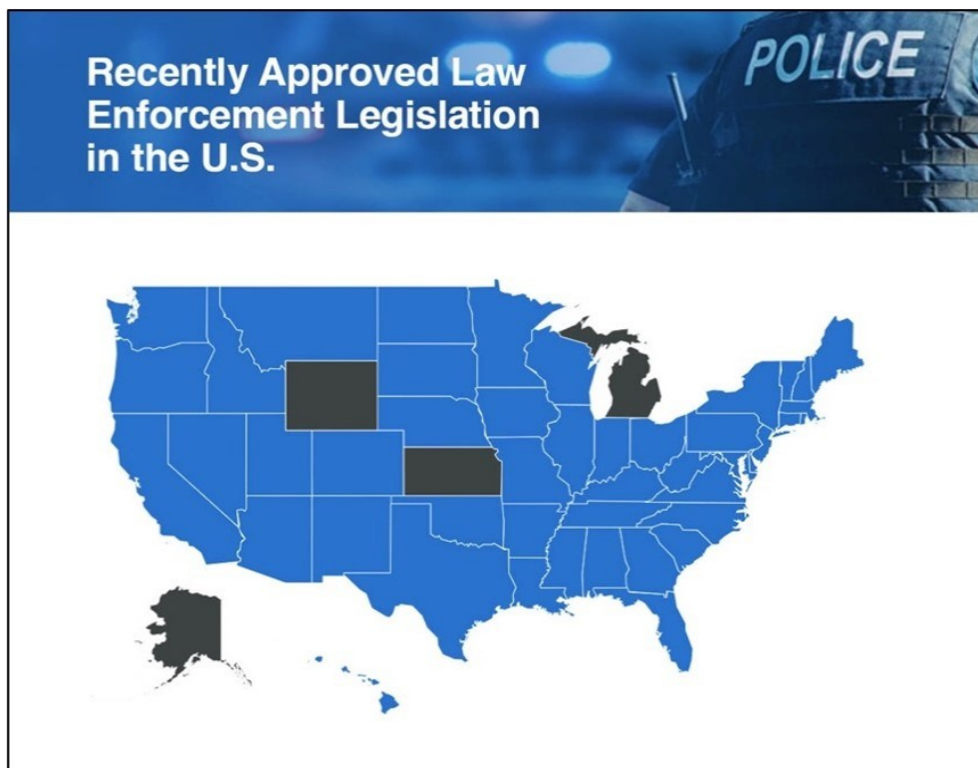 Recently Approved Law
Enforcement Legislation
in the U.S.
POLICE